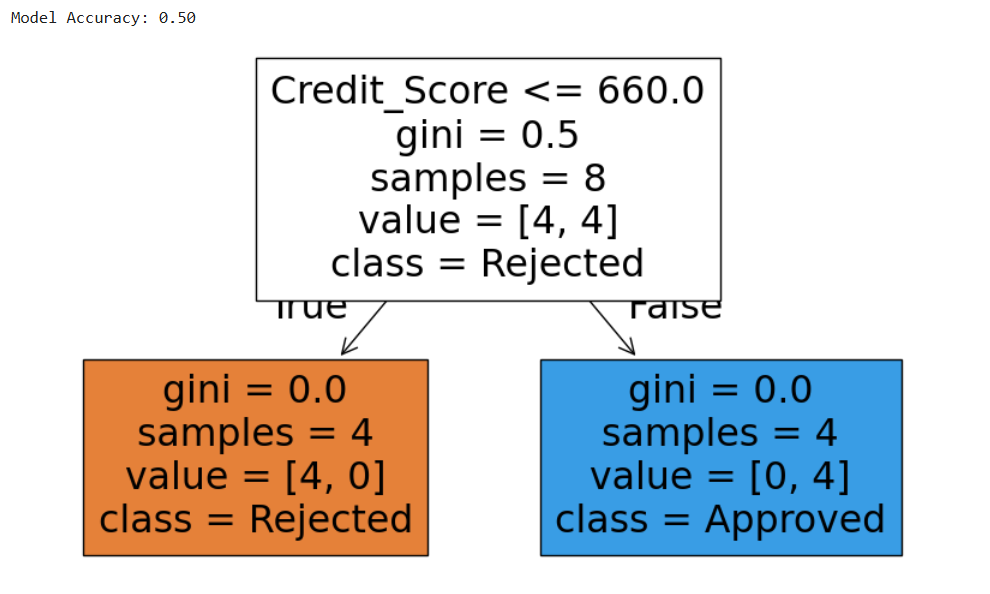 Model Accuracy: 0.50
Credit_Score <= 660.0
gini = 0.5
samples = 8
value = [4, 4]
class = Rejected
True
False
gini = 0.0
samples = 4
value = [4, 0]
class = Rejected
gini = 0.0
samples = 4
value = [0, 4]
class = Approved